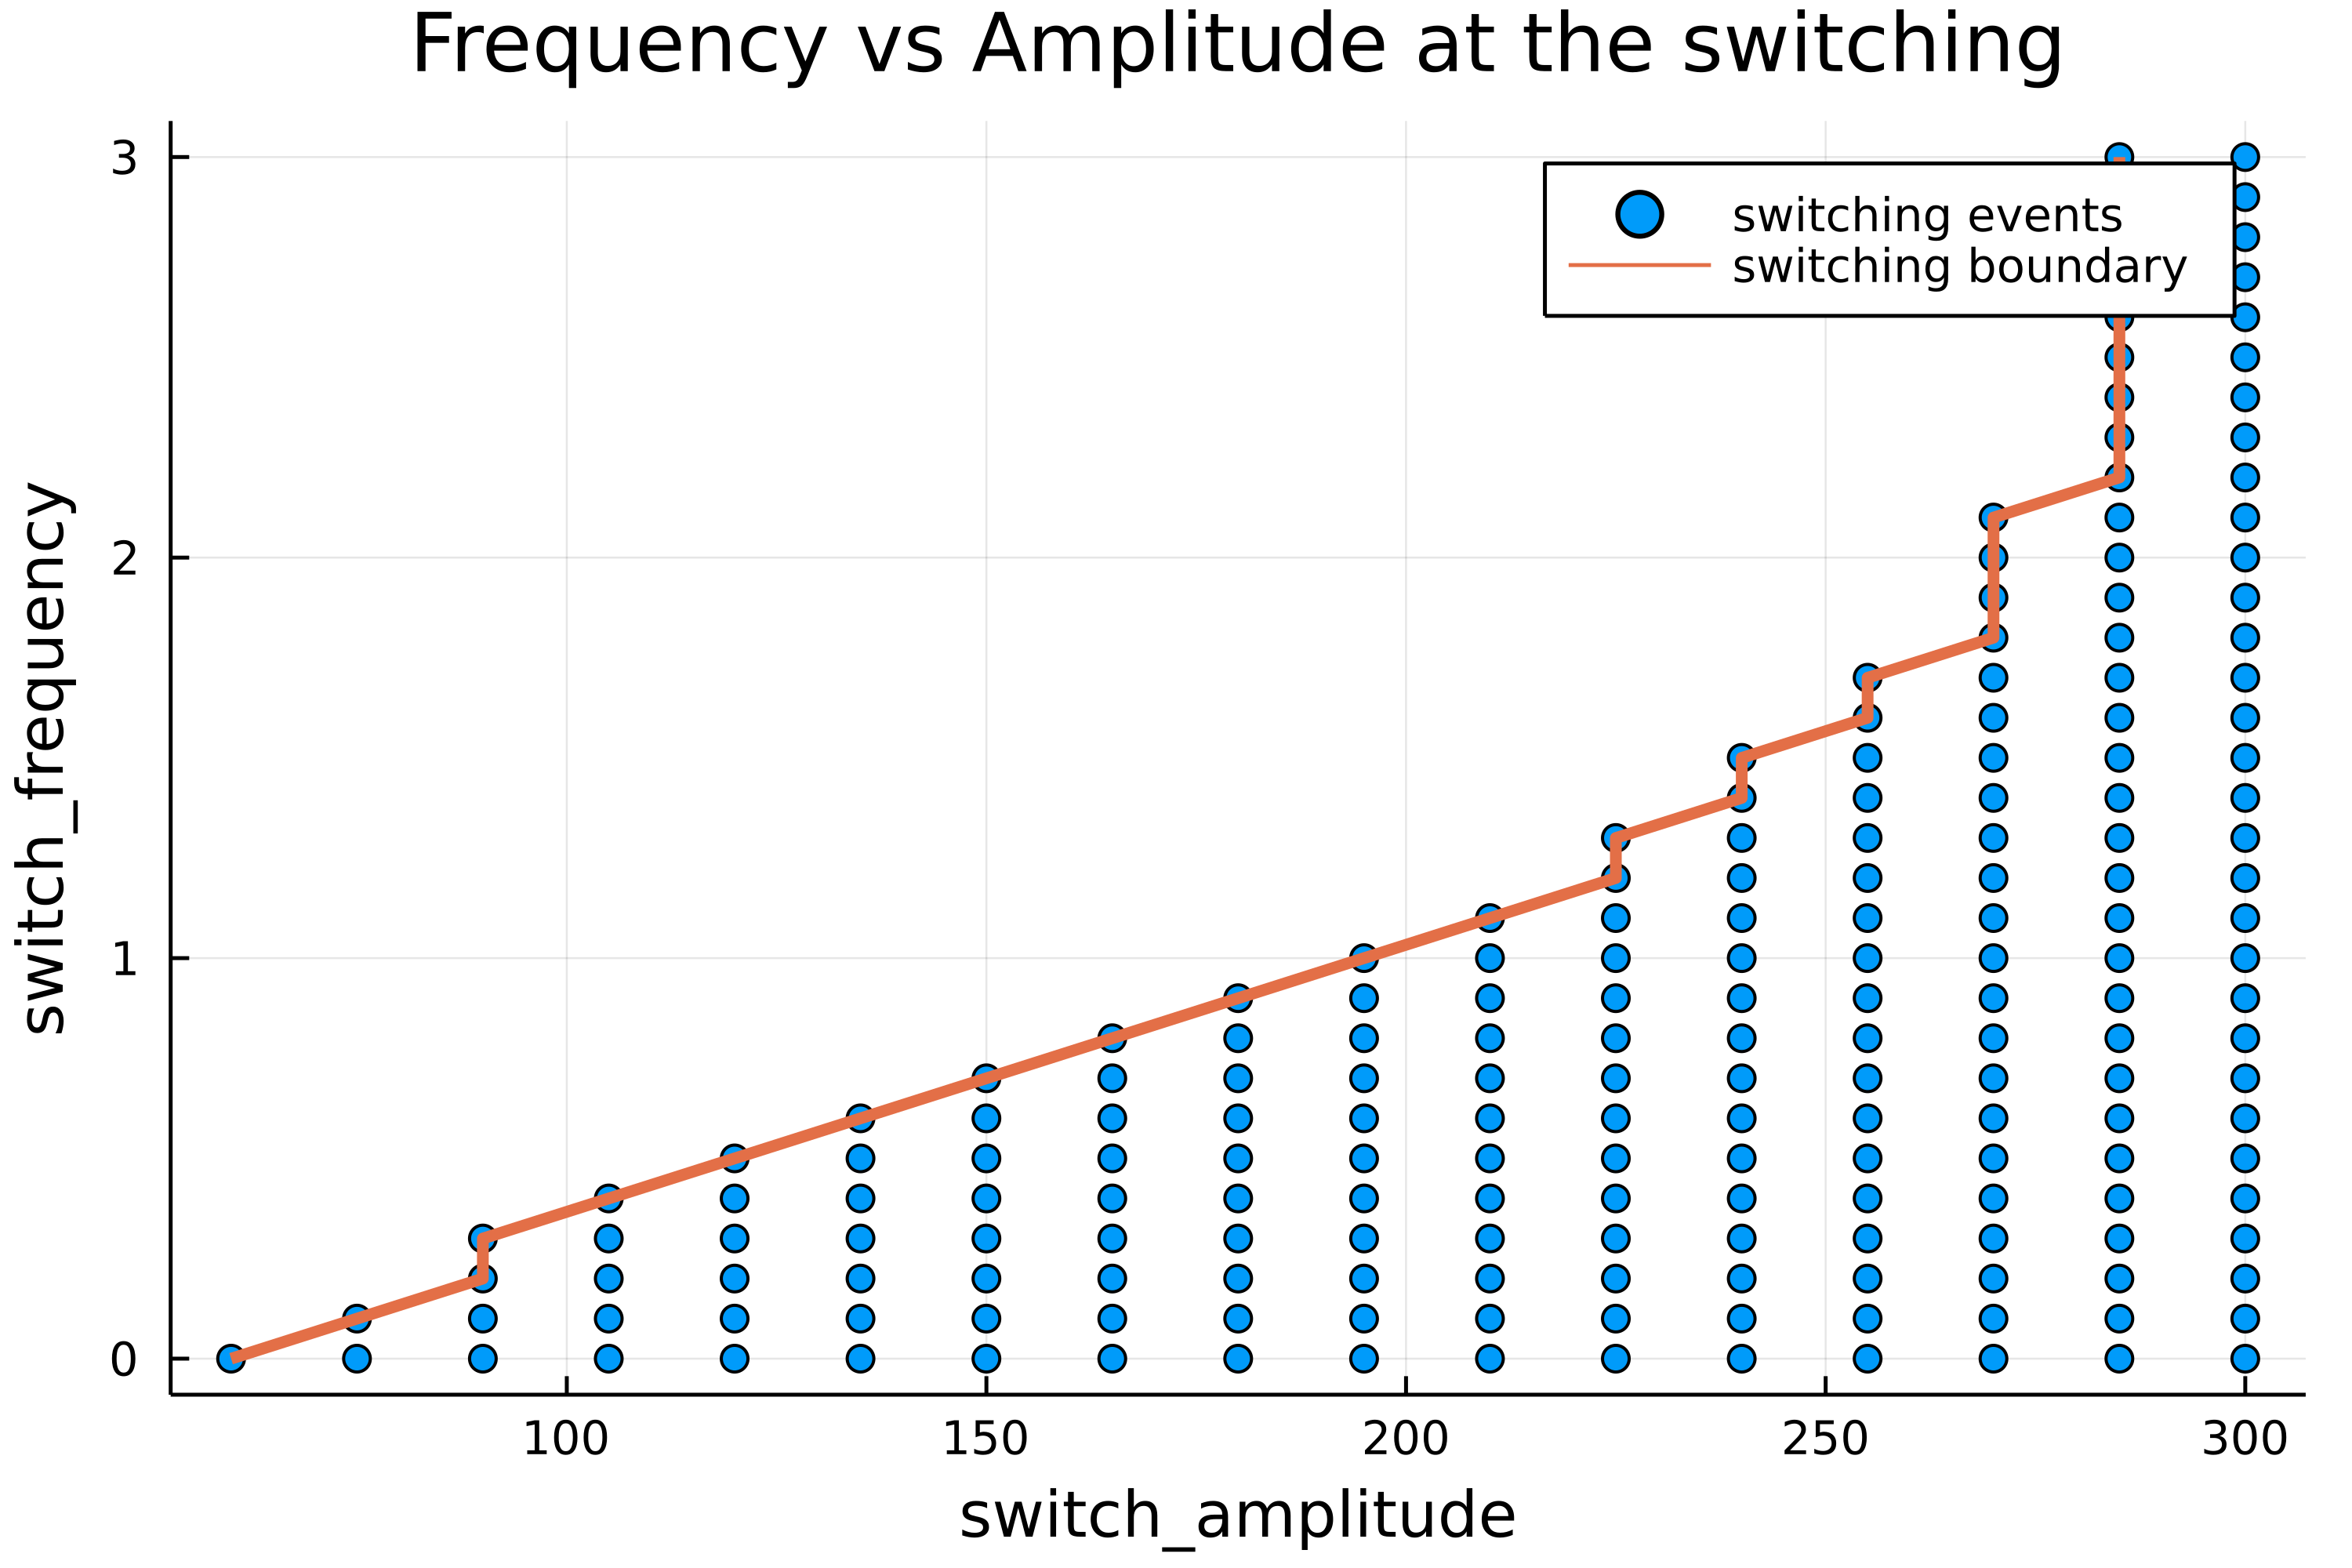 Frequency vs Amplitude at the switching
switching events
switching boundary
switch_frequency
3
2
1
0
100 150 200 250 300
switch_amplitude